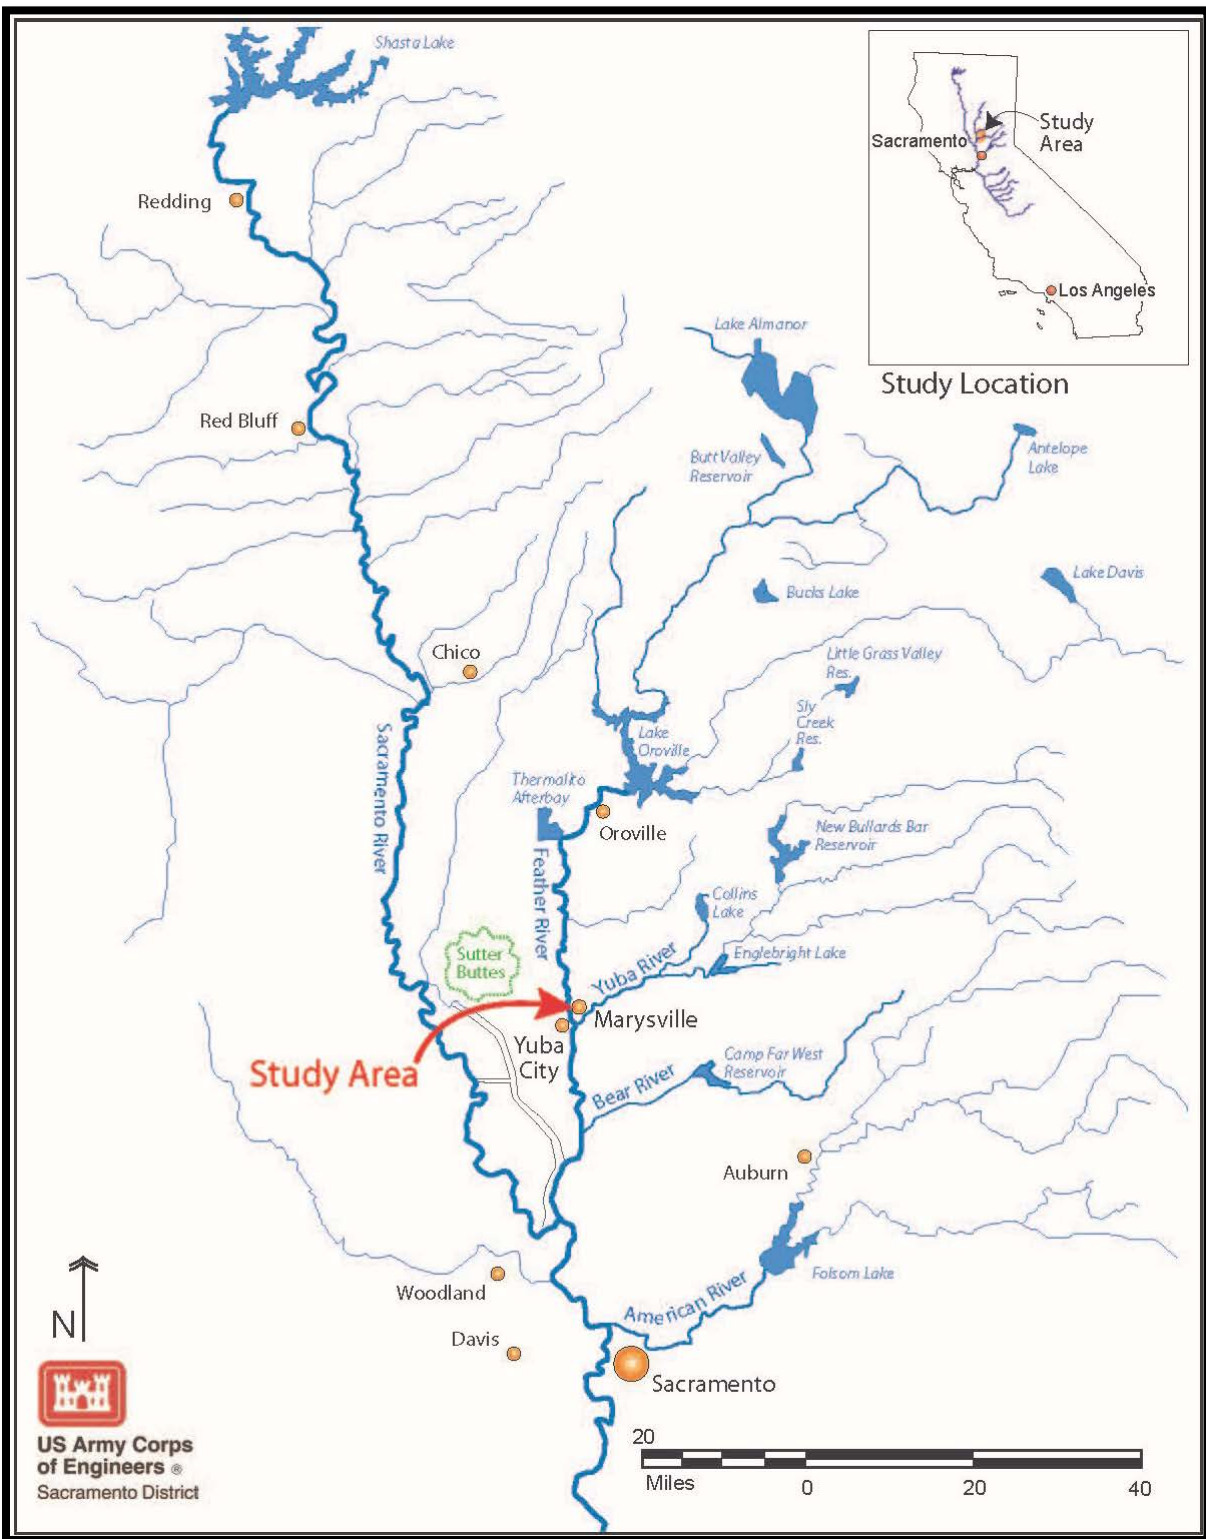 Shasta Lake
Study
Area
Sacramento
Los Angeles
Study Location
Redding
Lake Almanor
Red Bluff
Butt Valley
Reservoir
Antelope
Lake
Bucks Lake
Lake Davis
Chico
Little Grass Valley
Res.
Sly
Creek
Res.
Sacramento River
Lake
Oroville
Thermalito
Afterbay
Oroville
New Bullards Bar
Reservoir
Feather River
Collins
Lake
Sutter
Buttes
Yuba River
Englebright Lake
Marysville
Yuba
City
Study Area
Camp Far West
Reservoir
Bear River
Auburn
Folsom Lake
American River
Woodland
Davis
Sacramento
N
US Army Corps
of Engineers ®
Sacramento District
20
Miles
0
20
40